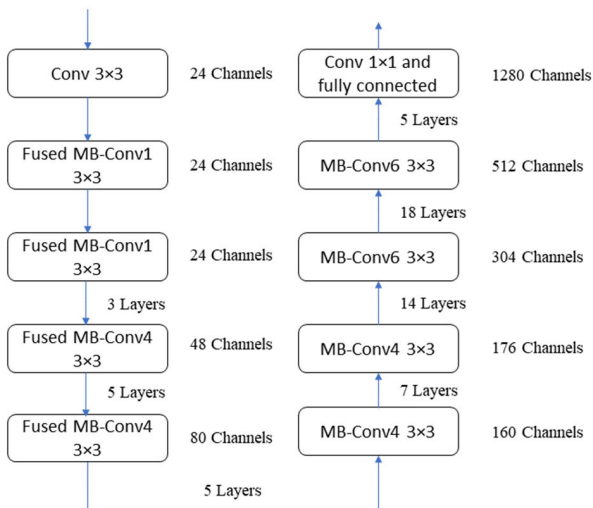 Conv 3×3
24 Channels
Fused MB-Conv1
3×3
24 Channels
Fused MB-Conv1
3×3
24 Channels
3 Layers
Fused MB-Conv4
3×3
48 Channels
5 Layers
Fused MB-Conv4
3×3
80 Channels
5 Layers
Conv 1×1 and
fully connected
1280 Channels
5 Layers
MB-Conv6 3×3
512 Channels
18 Layers
MB-Conv6 3×3
304 Channels
14 Layers
MB-Conv4 3×3
176 Channels
7 Layers
MB-Conv4 3×3
160 Channels